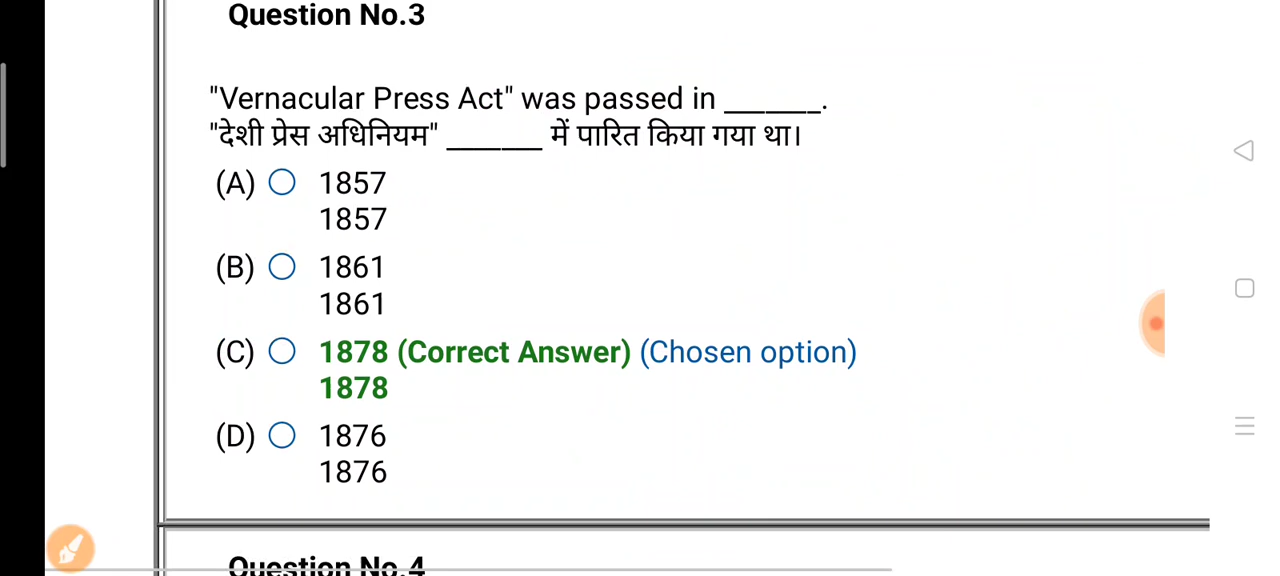 Question No.3
"Vernacular Press Act" was passed in ______.
"देशी प्रेस अधिनियम" ______ में पारित किया गया था।
(A) 1857
1857
(B) 1861
1861
(C) 1878 (Correct Answer) (Chosen option)
1878
(D) 1876
1876
Question No.4